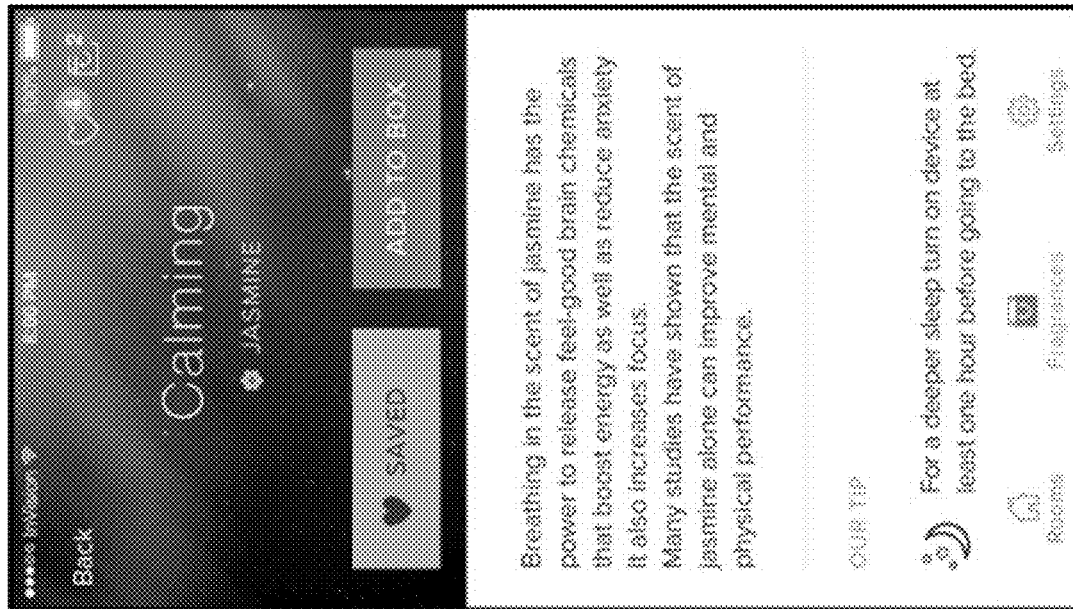 Back
Calming
JASMINE
SAVED
ADD TO BOX
Breathing in the scent of jasmine has the
power to release feel-good brain chemicals
that boost energy as well as reduce anxiety
It also increases focus.
Many studies have shown that the scent of
jasmine alone can improve mental and
physical performance.
OUR TIP
For a deeper sleep turn on device at
least one hour before going to the bed.
Rooms
Fragrances
Settings